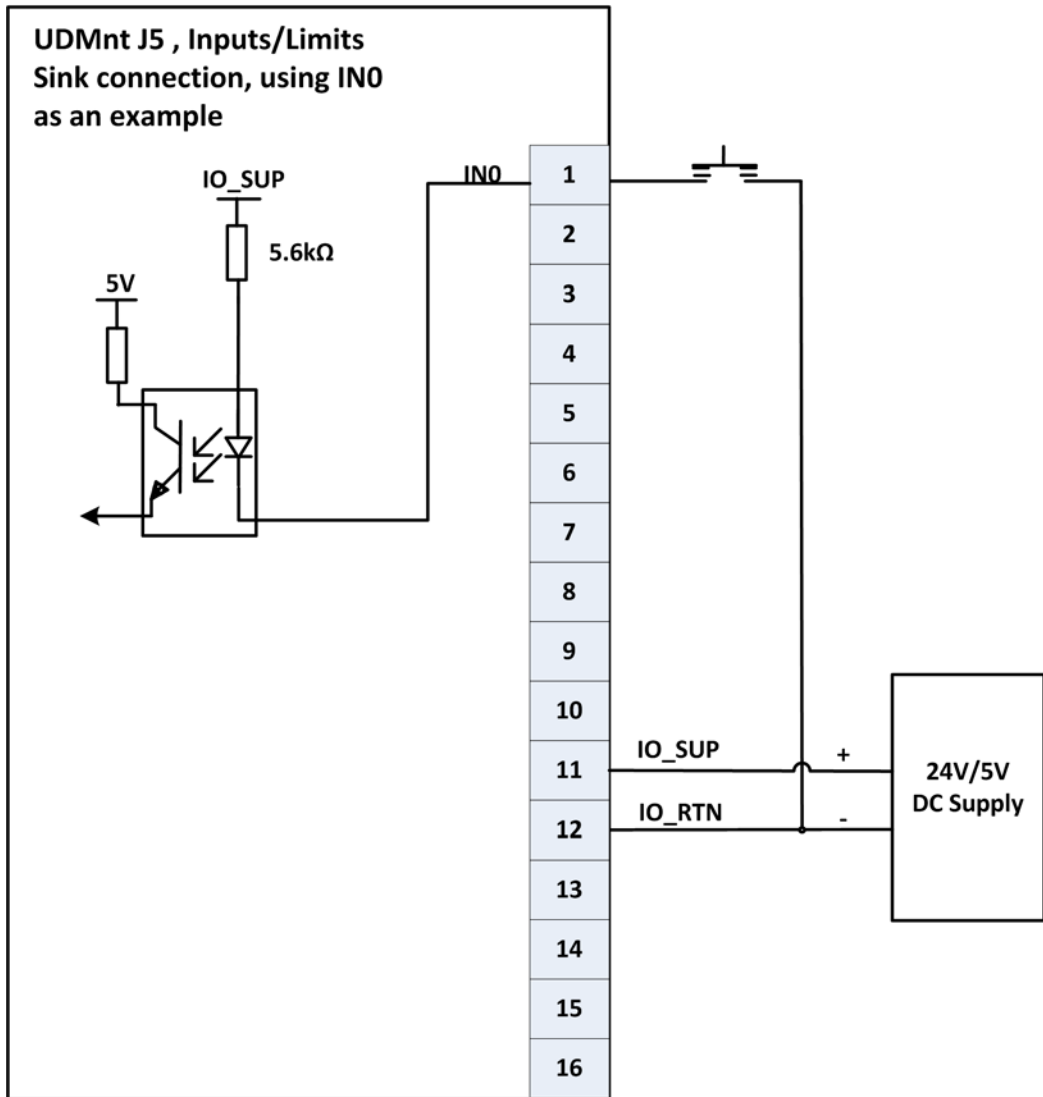 UDMnt J5 , Inputs/Limits
Sink connection, using IN0
as an example
IO_SUP
5.6kΩ
5V
IN0
1
2
3
4
5
6
7
8
9
10
11
12
13
14
15
16
IO_SUP
+
IO_RTN
-
24V/5V
DC Supply